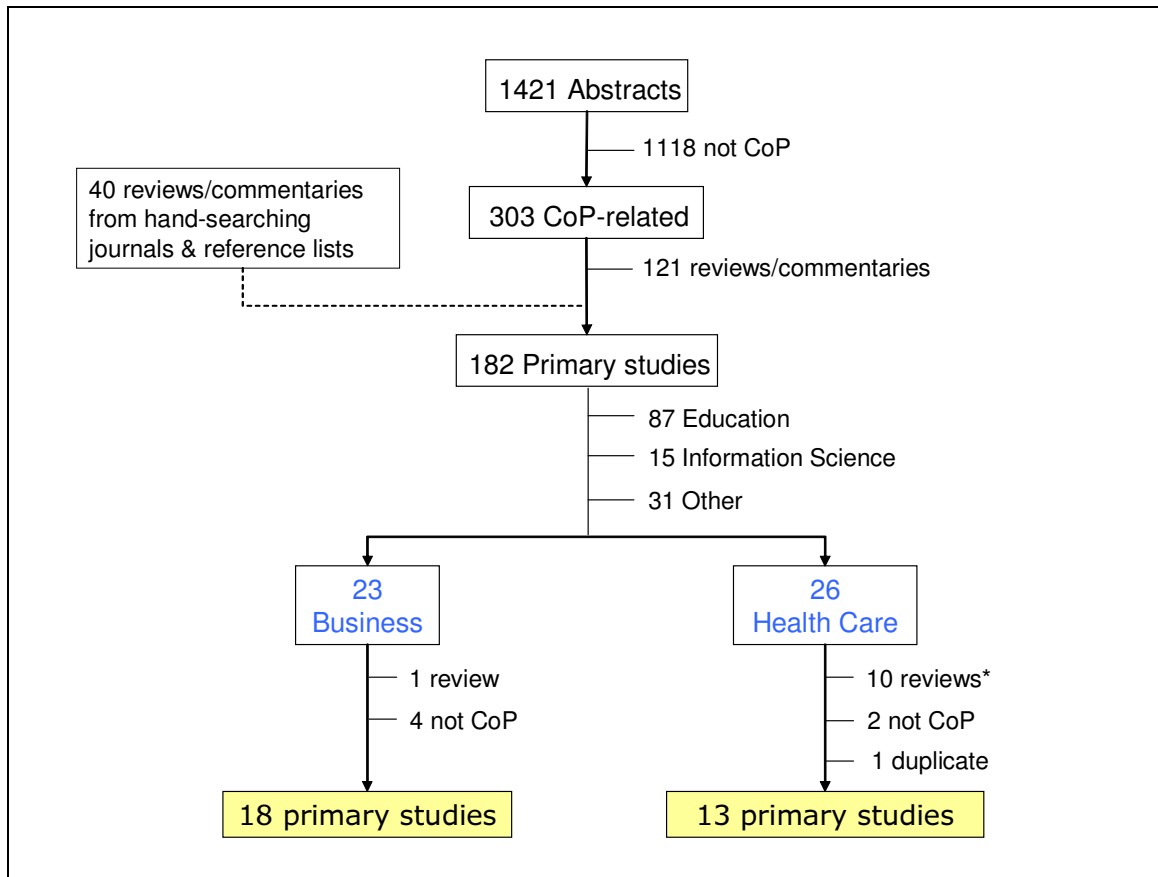 1421 Abstracts
1118 not CoP
40 reviews/commentaries
from hand-searching
journals & reference lists
303 CoP-related
121 reviews/commentaries
182 Primary studies
87 Education
15 Information Science
31 Other
23
Business
26
Health Care
1 review
4 not CoP
10 reviews*
2 not CoP
1 duplicate
18 primary studies
13 primary studies